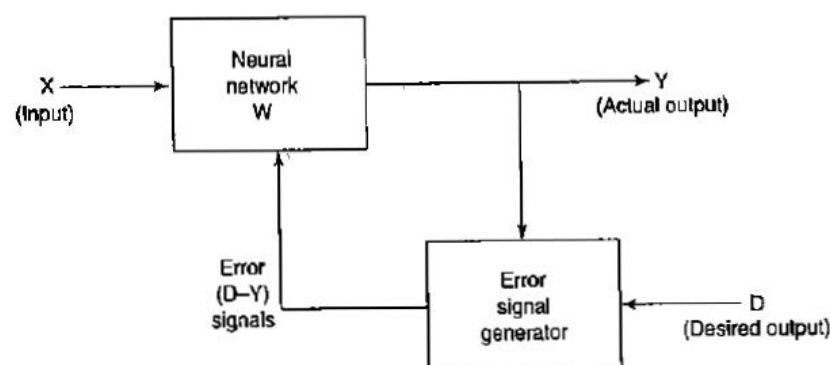 Neural
network
W
X
(Input)
Y
(Actual output)
Error
(D–Y)
signals
Error
signal
generator
D
(Desired output)